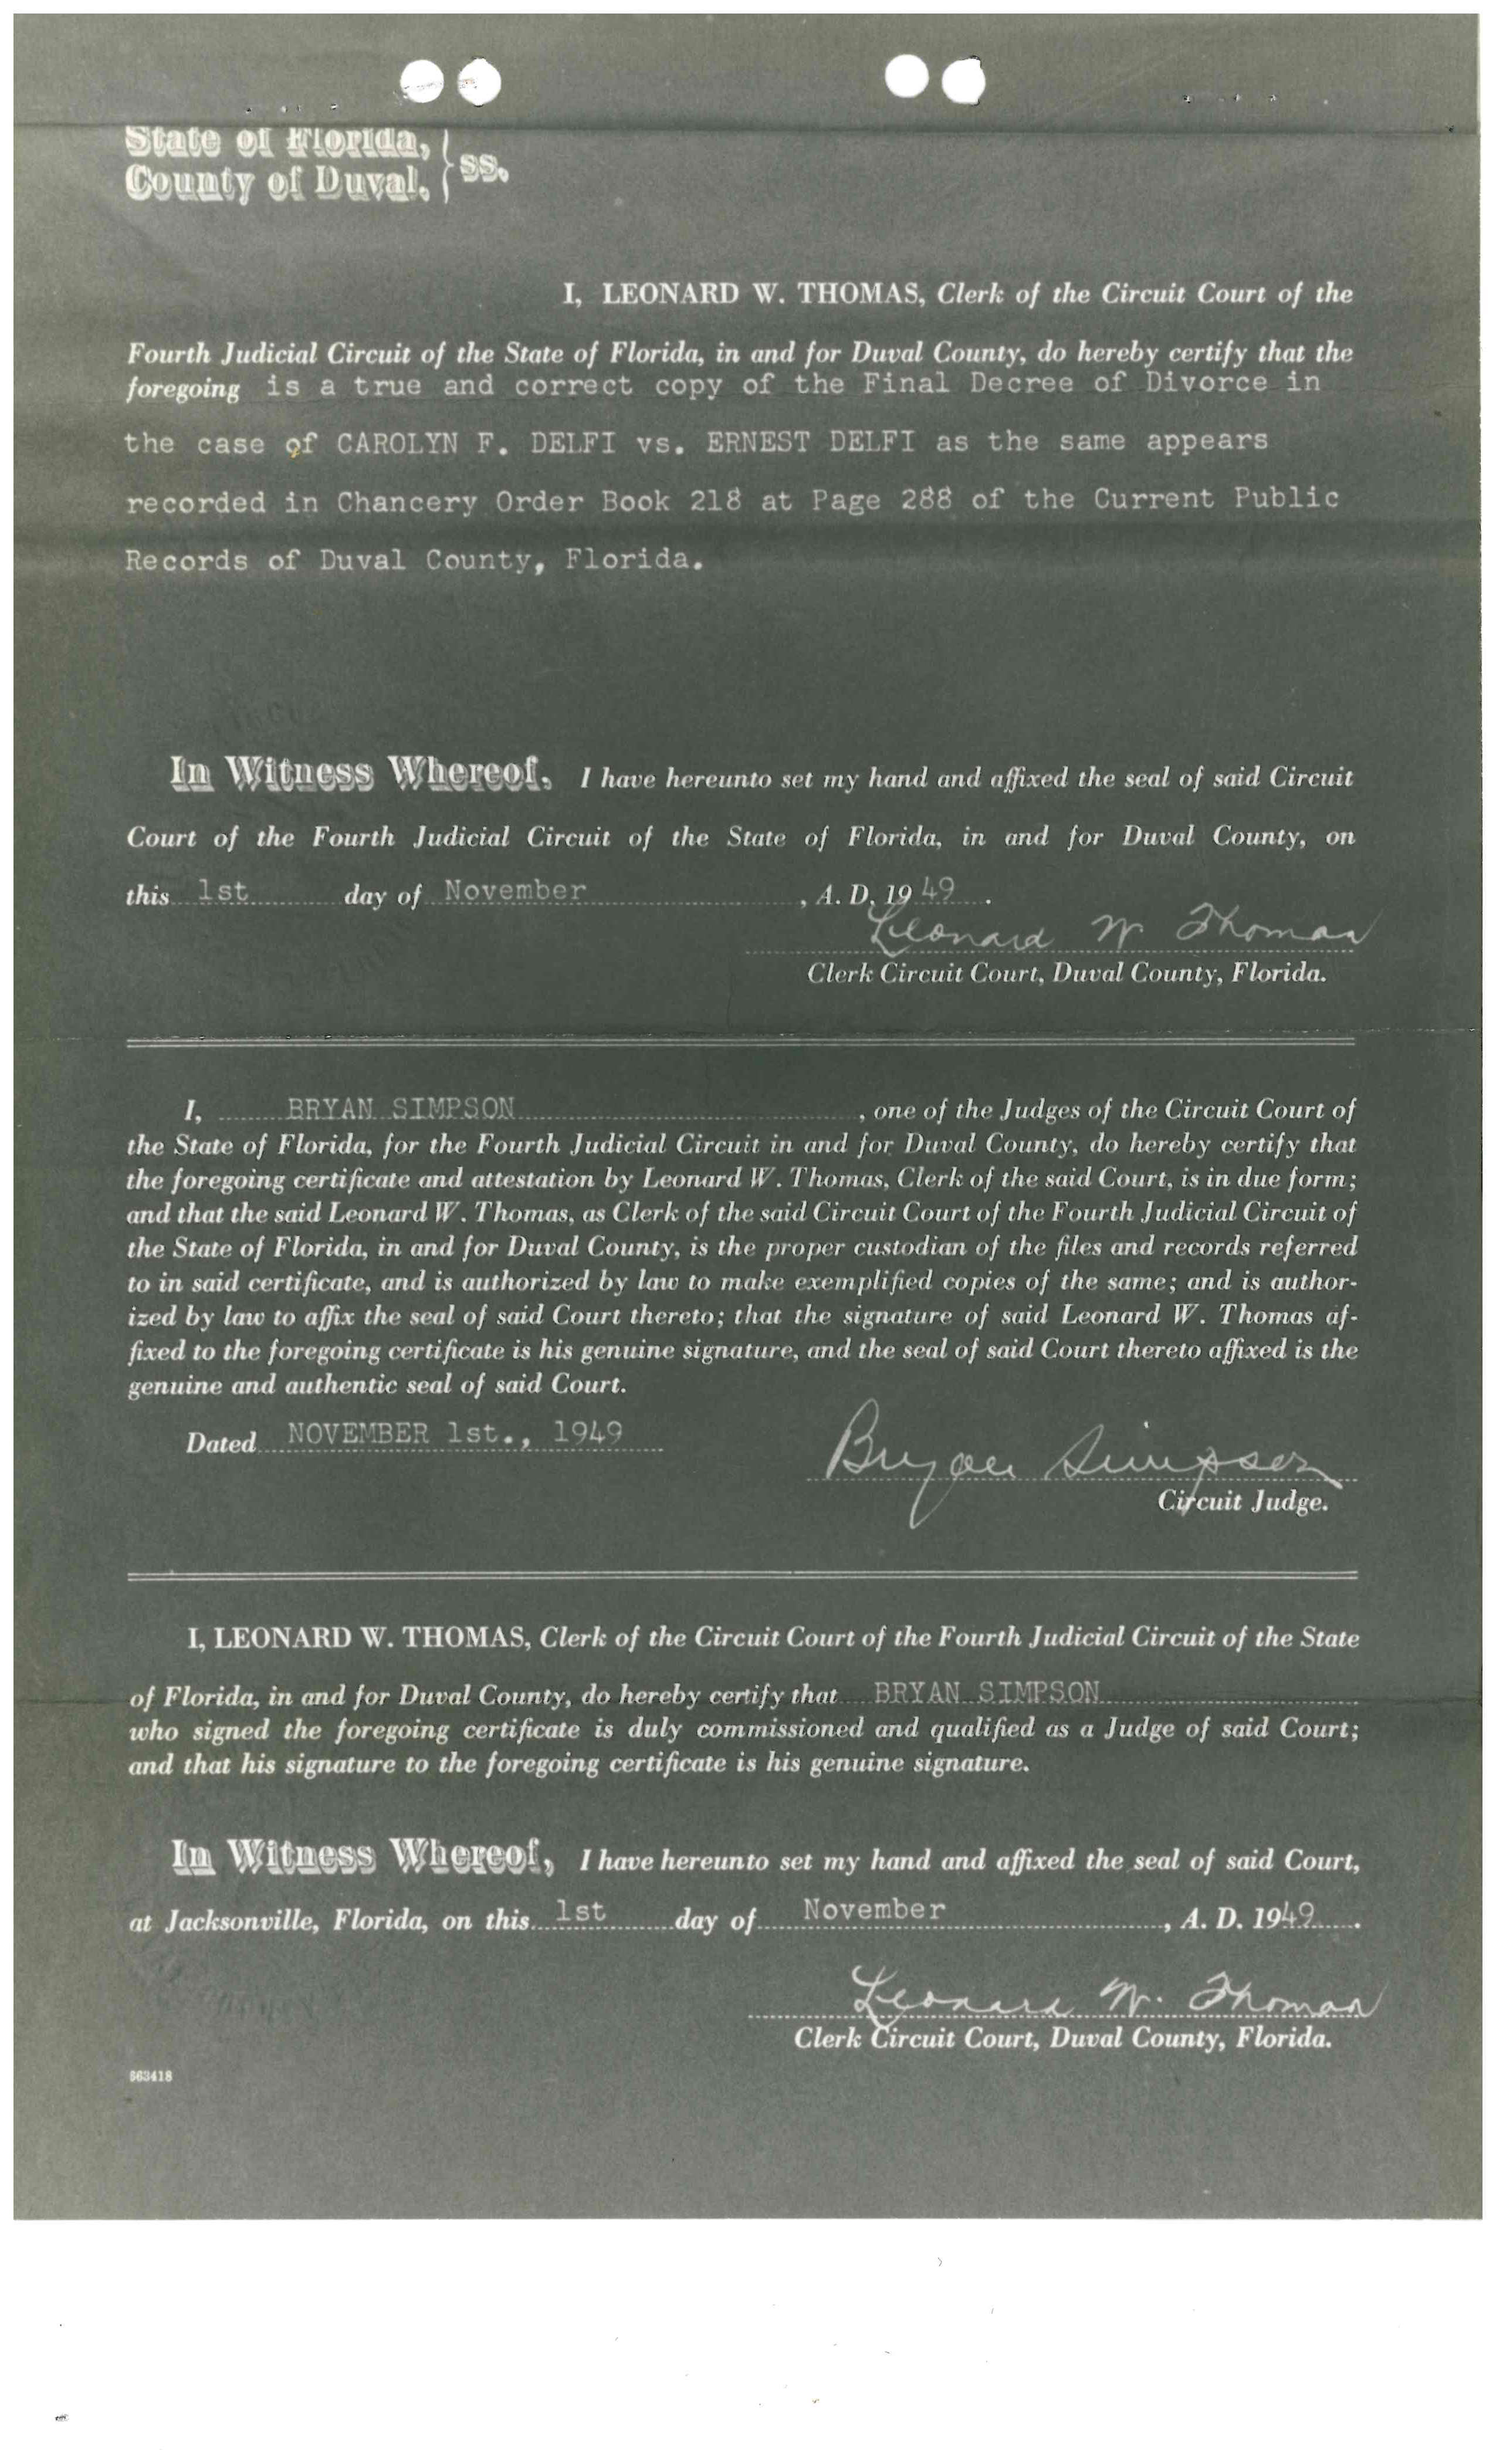 State of Florida,
County of Duval. } ss.
I, LEONARD W. THOMAS, Clerk of the Circuit Court of the
Fourth Judicial Circuit of the State of Florida, in and for Duval County, do hereby certify that the
foregoing is a true and correct copy of the Final Decree of Divorce in
the case of CAROLYN F. DELFI vs. ERNEST DELFI as the same appears
recorded in Chancery Order Book 218 at Page 288 of the Current Public
Records of Duval County, Florida.
In Witness Whereof, I have hereunto set my hand and affixed the seal of said Circuit
Court of the Fourth Judicial Circuit of the State of Florida, in and for Duval County, on
this 1st day of November, A. D. 1949.
Leonard W Thomas
Clerk Circuit Court, Duval County, Florida.
I, BRYAN SIMPSON, one of the Judges of the Circuit Court of
the State of Florida, for the Fourth Judicial Circuit in and for Duval County, do hereby certify that
the foregoing certificate and attestation by Leonard W. Thomas, Clerk of the said Court, is in due form;
and that the said Leonard W. Thomas, as Clerk of the said Circuit Court of the Fourth Judicial Circuit of
the State of Florida, in and for Duval County, is the proper custodian of the files and records referred
to in said certificate, and is authorized by law to make exemplified copies of the same; and is author-
ized by law to affix the seal of said Court thereto; that the signature of said Leonard W. Thomas af-
fixed to the foregoing certificate is his genuine signature, and the seal of said Court thereto affixed is the
genuine and authentic seal of said Court.
Dated NOVEMBER 1st., 1949
Bryan Simpson
Circuit Judge.
I, LEONARD W. THOMAS, Clerk of the Circuit Court of the Fourth Judicial Circuit of the State
of Florida, in and for Duval County, do hereby certify that BRYAN SIMPSON
who signed the foregoing certificate is duly commissioned and qualified as a Judge of said Court;
and that his signature to the foregoing certificate is his genuine signature.
In Witness Whereof, I have hereunto set my hand and affixed the seal of said Court,
at Jacksonville, Florida, on this 1st day of November, A. D. 1949.
Leonard W. Thomas
Clerk Circuit Court, Duval County, Florida.